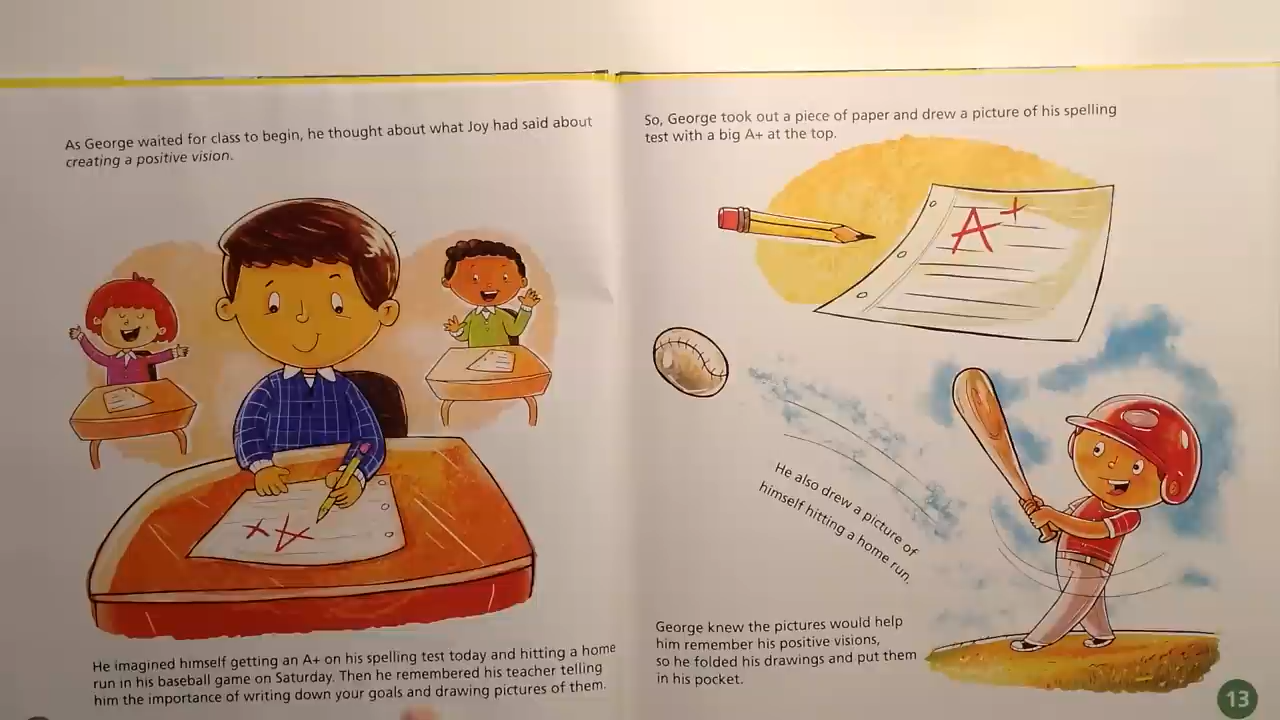 As George waited for class to begin, he thought about what Joy had said about
creating a positive vision.
He imagined himself getting an A+ on his spelling test today and hitting a home
run in his baseball game on Saturday. Then he remembered his teacher telling
him the importance of writing down your goals and drawing pictures of them.
So, George took out a piece of paper and drew a picture of his spelling
test with a big A+ at the top.
A+
He also drew a picture of
himself hitting a home run.
George knew the pictures would help
him remember his positive visions,
so he folded his drawings and put them
in his pocket.
13